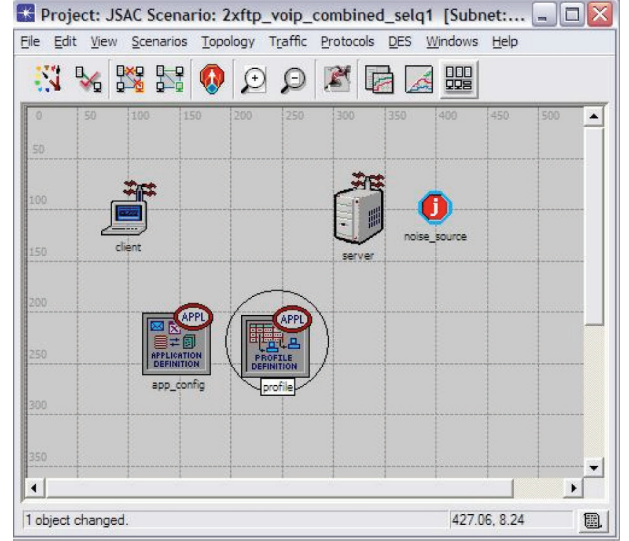 Project: JSAC Scenario: 2xftp_voip_combined_selq1 [Subnet:...
File Edit View Scenarios Topology Traffic Protocols DES Windows Help
0 50 100 150 200 250 300 350 400 450 500
50
100
client
server
noise_source
150
200
APPL
APPL
APPLICATION
DEFINITION
PROFILE
DEFINITION
250
app_config
profile
300
350
1 object changed.
427.06, 8.24